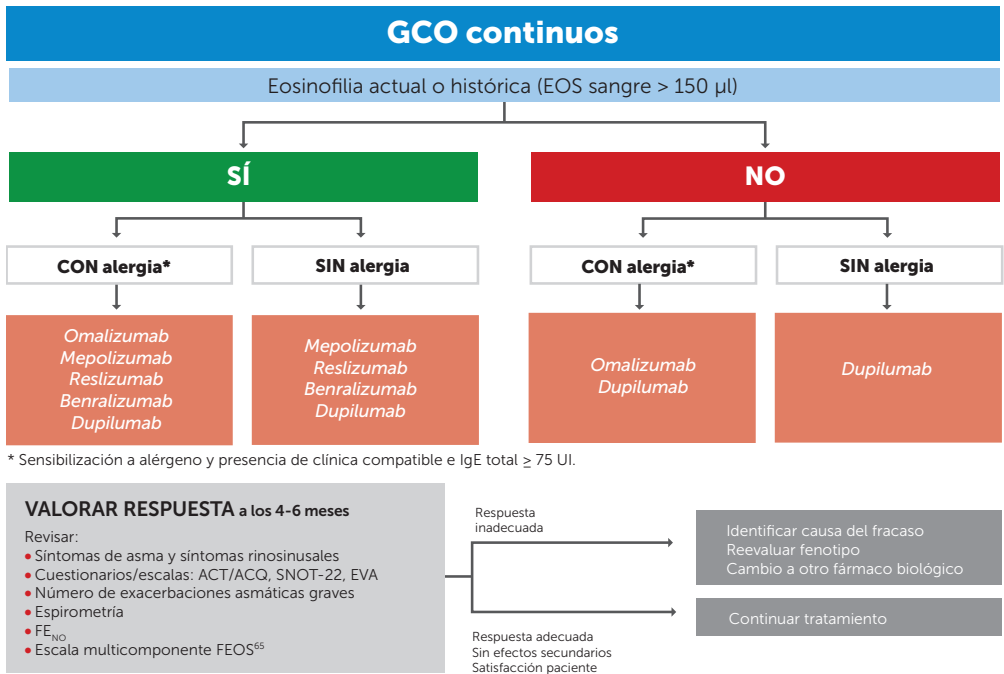 GCO continuos
Eosinofilia actual o histórica (EOS sangre > 150 µl)
SÍ
NO
CON alergia*
SIN alergia
CON alergia*
SIN alergia
Omalizumab
Mepolizumab
Reslizumab
Benralizumab
Dupilumab
Mepolizumab
Reslizumab
Benralizumab
Dupilumab
Omalizumab
Dupilumab
Dupilumab
* Sensibilización a alérgeno y presencia de clínica compatible e IgE total ≥ 75 UI.
VALORAR RESPUESTA a los 4-6 meses
Revisar:
• Síntomas de asma y síntomas rinosinusales
• Cuestionarios/escalas: ACT/ACQ, SNOT-22, EVA
• Número de exacerbaciones asmáticas graves
• Espirometría
• FENO
• Escala multicomponente FEOS65
Respuesta
inadecuada
Identificar causa del fracaso
Reevaluar fenotipo
Cambio a otro fármaco biológico
Respuesta adecuada
Sin efectos secundarios
Satisfacción paciente
Continuar tratamiento